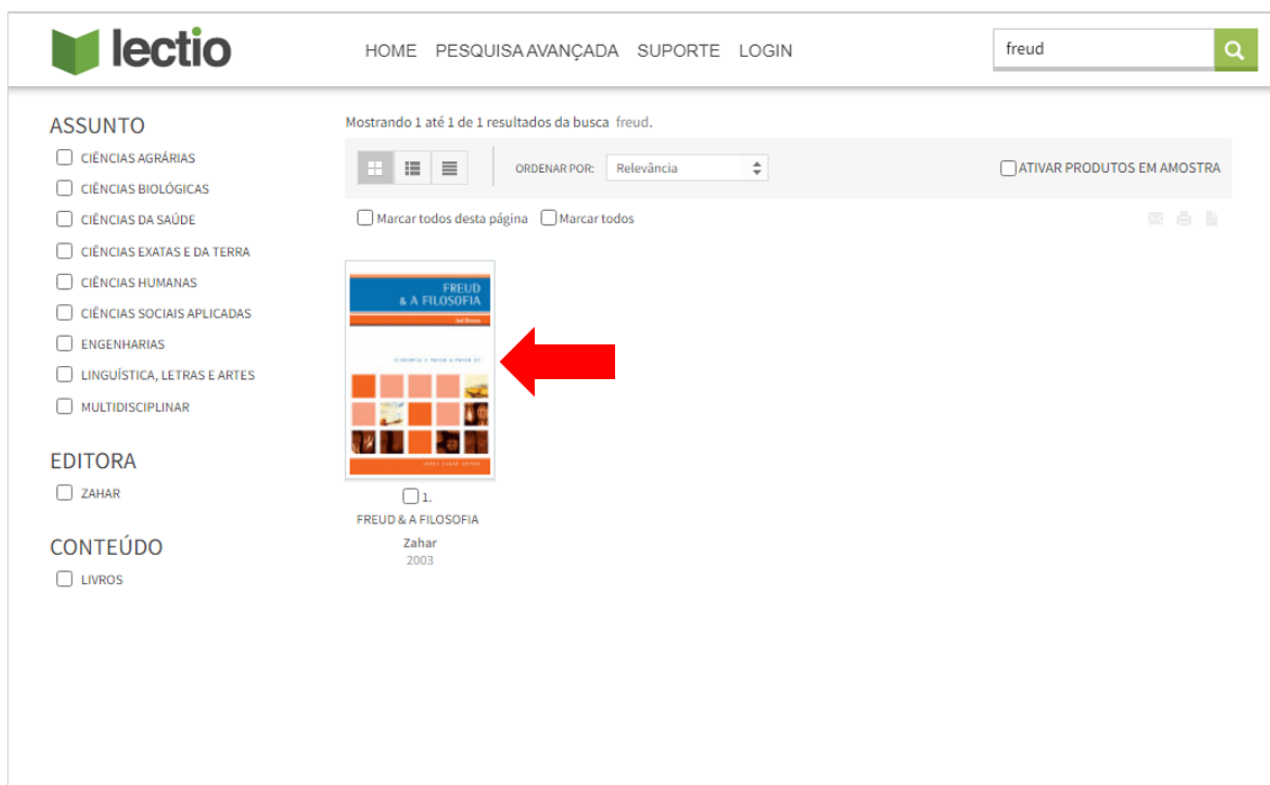 lectio
HOME PESQUISA AVANÇADA SUPORTE LOGIN
freud
ASSUNTO
CIÊNCIAS AGRÁRIAS
CIÊNCIAS BIOLÓGICAS
CIÊNCIAS DA SAÚDE
CIÊNCIAS EXATAS E DA TERRA
CIÊNCIAS HUMANAS
CIÊNCIAS SOCIAIS APLICADAS
ENGENHARIAS
LINGUÍSTICA, LETRAS E ARTES
MULTIDISCIPLINAR
EDITORA
ZAHAR
CONTEÚDO
LIVROS
Mostrando 1 até 1 de 1 resultados da busca freud.
ORDENAR POR: Relevância
ATIVAR PRODUTOS EM AMOSTRA
Marcar todos desta página Marcar todos
FREUD
& A FILOSOFIA
1.
FREUD & A FILOSOFIA
Zahar
2003